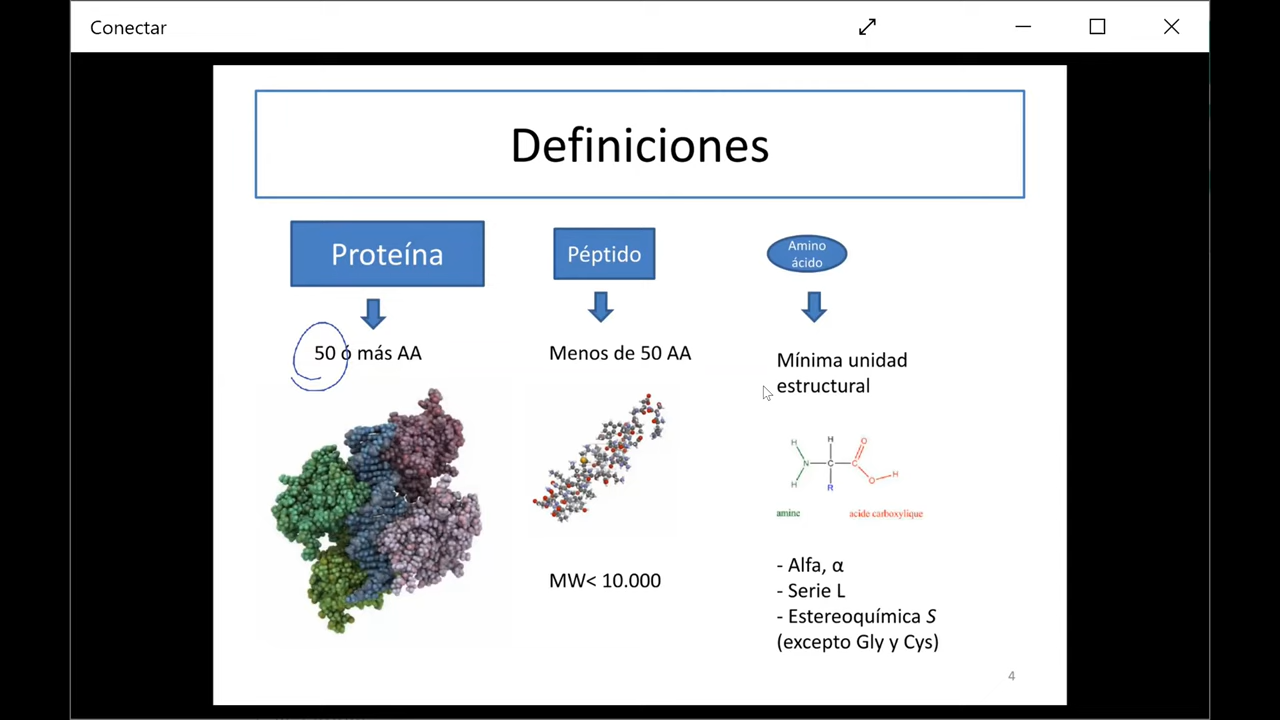 Conectar
Definiciones
Proteína
Péptido
Amino
ácido
50 ó más AA
Menos de 50 AA
Mínima unidad
estructural
H
H
O
N
C
C
H
O
H
R
amine
acide carboxylique
MW< 10.000
- Alfa, α
- Serie L
- Estereoquímica S
(excepto Gly y Cys)
4